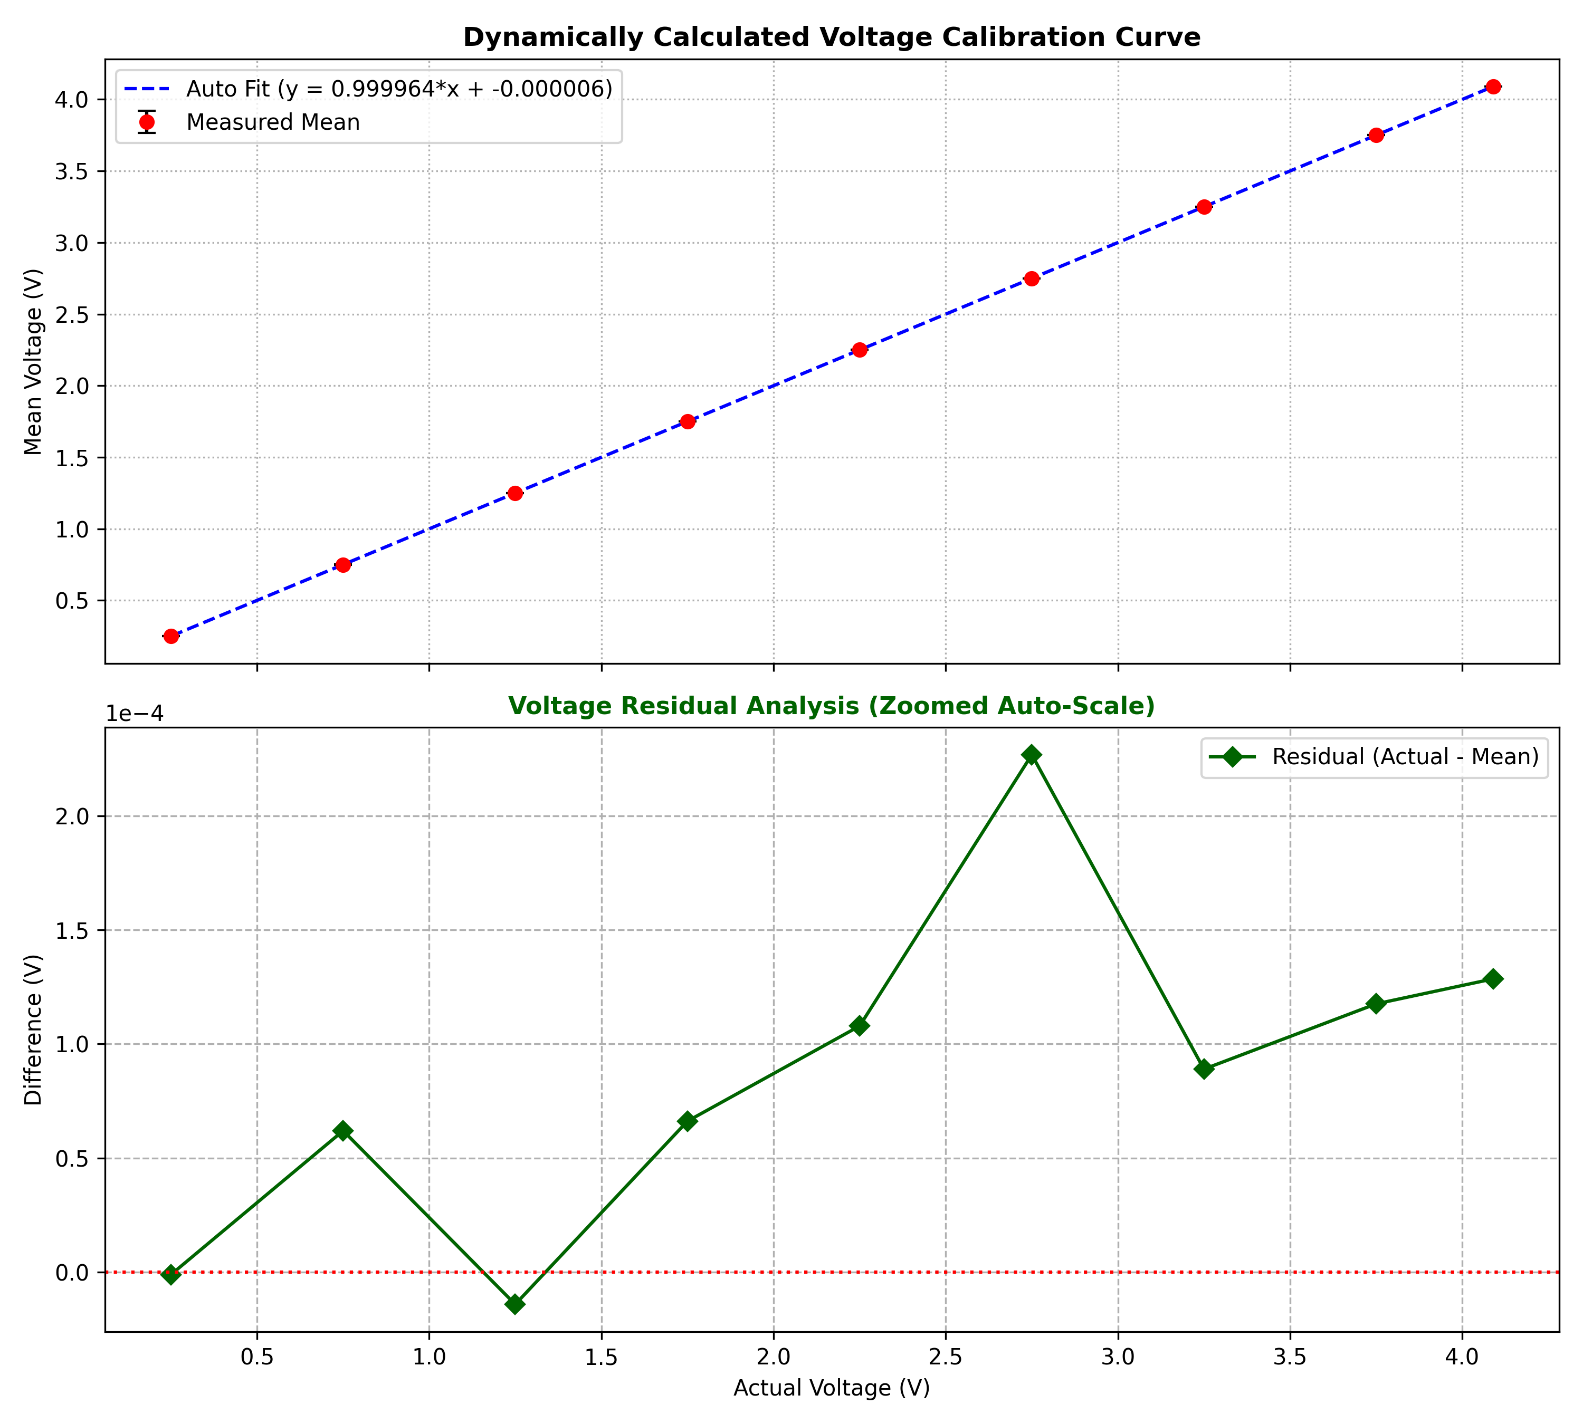 Dynamically Calculated Voltage Calibration Curve
Auto Fit (y = 0.999964*x + -0.000006)
Measured Mean
Mean Voltage (V)
4.0
3.5
3.0
2.5
2.0
1.5
1.0
0.5
Voltage Residual Analysis (Zoomed Auto-Scale)
1e−4
Residual (Actual - Mean)
Difference (V)
2.0
1.5
1.0
0.5
0.0
0.5 1.0 1.5 2.0 2.5 3.0 3.5 4.0
Actual Voltage (V)